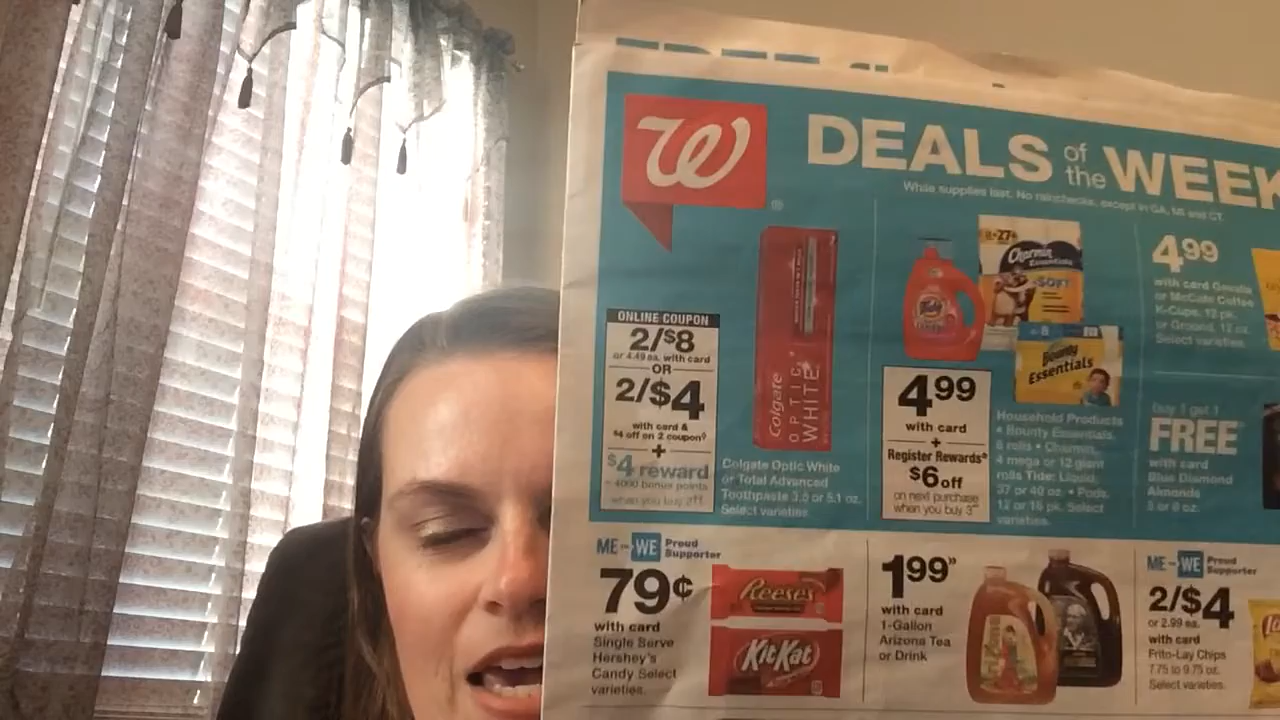 W
DEALS of the WEEK
While supplies last. No rainchecks, except in GA, MI and CT.
ONLINE COUPON
2/$8
or 4.49 ea. with card
OR
2/$4
with card &
$4 off on 2 coupon
+
$4 reward
= 4000 bonus points
when you buy 2
Colgate OPTIC WHITE
Colgate Optic White
or Total Advanced
Toothpaste 3.5 or 5.1 oz.
Select varieties.
Charmin
Essentials
SOFT
Tide
Bounty
Essentials
4.99
with card
+
Register Rewards®
$6 off
on next purchase
when you buy 3
Household Products
• Bounty Essentials,
6 rolls • Charmin,
4 mega or 12 giant
rolls Tide: Liquid,
37 or 40 oz. • Pods,
12 or 16 pk. Select
varieties.
4.99
with card Gevalia
or McCafe Coffee
K-Cups, 12 pk.
or Ground, 12 oz.
Select varieties.
buy 1 get 1
FREE
with card
Blue Diamond
Almonds
5 or 6 oz.
ME to WE Proud
Supporter
79¢
with card
Single Serve
Hershey's
Candy Select
varieties.
Reese's
KitKat
1.99
with card
1-Gallon
Arizona Tea
or Drink
ME to WE Proud
Supporter
2/$4
or 2.99 ea.
with card
Frito-Lay Chips
7.75 to 9.75 oz.
Select varieties.